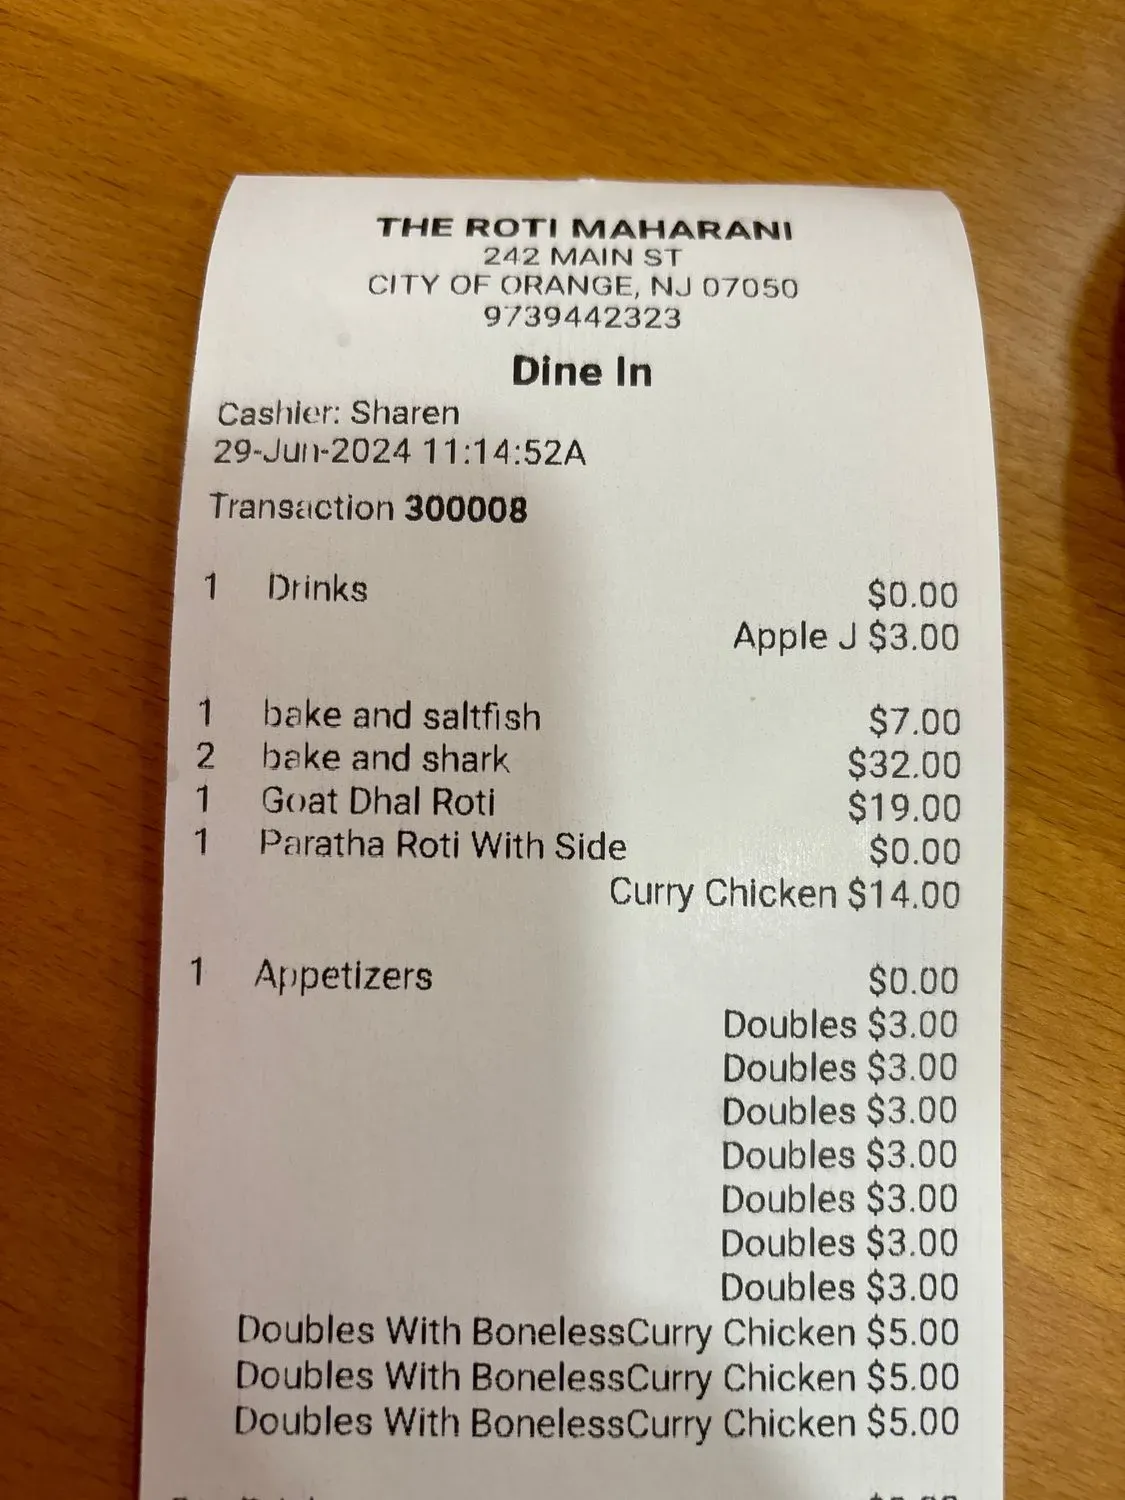 THE ROTI MAHARANI
242 MAIN ST
CITY OF ORANGE, NJ 07050
9739442323
Dine In
Cashier: Sharen
29-Jun-2024 11:14:52A
Transaction 300008
1 Drinks $0.00
Apple J $3.00
1 bake and saltfish $7.00
2 bake and shark $32.00
1 Goat Dhal Roti $19.00
1 Paratha Roti With Side $0.00
Curry Chicken $14.00
1 Appetizers $0.00
Doubles $3.00
Doubles $3.00
Doubles $3.00
Doubles $3.00
Doubles $3.00
Doubles $3.00
Doubles $3.00
Doubles With BonelessCurry Chicken $5.00
Doubles With BonelessCurry Chicken $5.00
Doubles With BonelessCurry Chicken $5.00